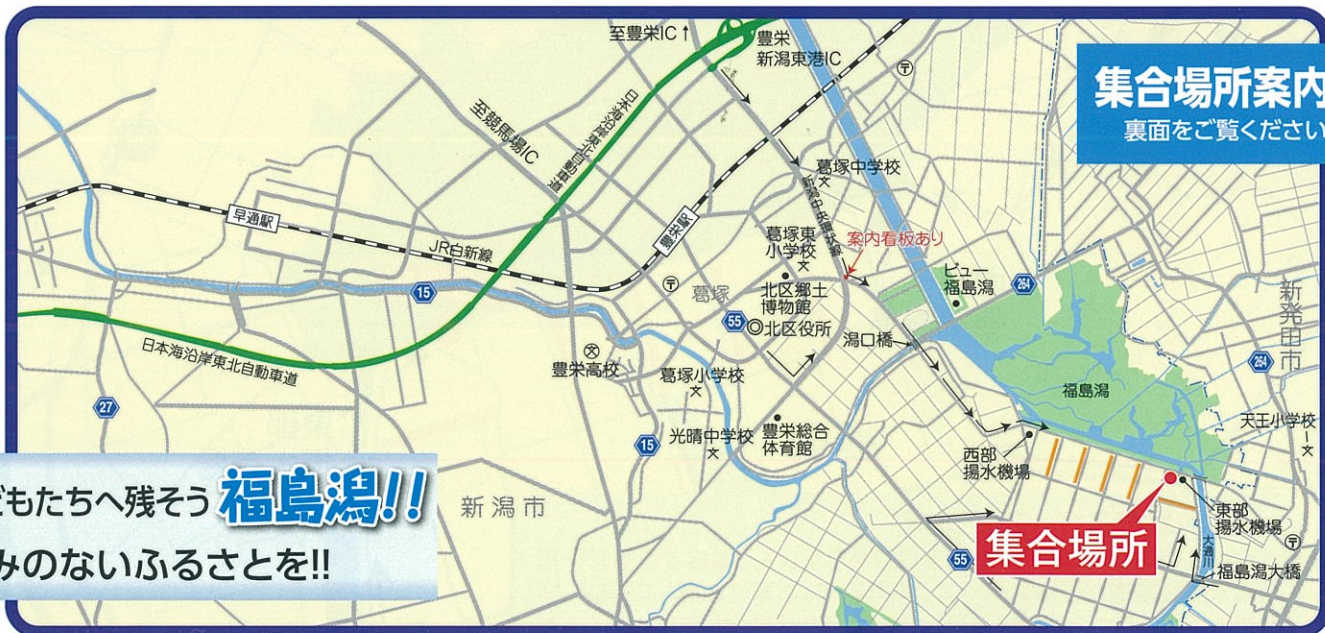 至豊栄IC↑
豊栄
新潟東港IC
集合場所案内
裏面をご覧ください
至競馬場IC
日本海沿岸東北自動車道
新潟中央環状線
葛塚中学校
早通駅
JR白新線
豊栄駅
葛塚東
小学校
案内看板あり
ビュー
福島潟
264
新発田市
15
葛塚
北区郷土
博物館
55
北区役所
潟口橋
日本海沿岸東北自動車道
豊栄高校
葛塚小学校
福島潟
264
27
15
光晴中学校
豊栄総合
体育館
天王小学校
西部
揚水機場
どもたちへ残そう福島潟!!
みのないふるさとを!!
新潟市
集合場所
東部
揚水機場
55
大通川
福島潟大橋